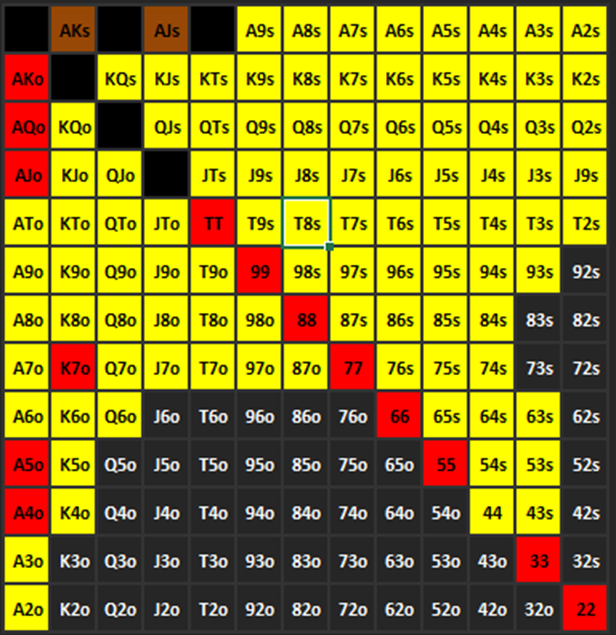 AKs AJs A9s A8s A7s A6s A5s A4s A3s A2s
AKo KQs KJs KTs K9s K8s K7s K6s K5s K4s K3s K2s
AQo KQo QJs QTs Q9s Q8s Q7s Q6s Q5s Q4s Q3s Q2s
AJo KJo QJo JTs J9s J8s J7s J6s J5s J4s J3s J9s
ATo KTo QTo JTo TT T9s T8s T7s T6s T5s T4s T3s T2s
A9o K9o Q9o J9o T9o 99 98s 97s 96s 95s 94s 93s 92s
A8o K8o Q8o J8o T8o 98o 88 87s 86s 85s 84s 83s 82s
A7o K7o Q7o J7o T7o 97o 87o 77 76s 75s 74s 73s 72s
A6o K6o Q6o J6o T6o 96o 86o 76o 66 65s 64s 63s 62s
A5o K5o Q5o J5o T5o 95o 85o 75o 65o 55 54s 53s 52s
A4o K4o Q4o J4o T4o 94o 84o 74o 64o 54o 44 43s 42s
A3o K3o Q3o J3o T3o 93o 83o 73o 63o 53o 43o 33 32s
A2o K2o Q2o J2o T2o 92o 82o 72o 62o 52o 42o 32o 22